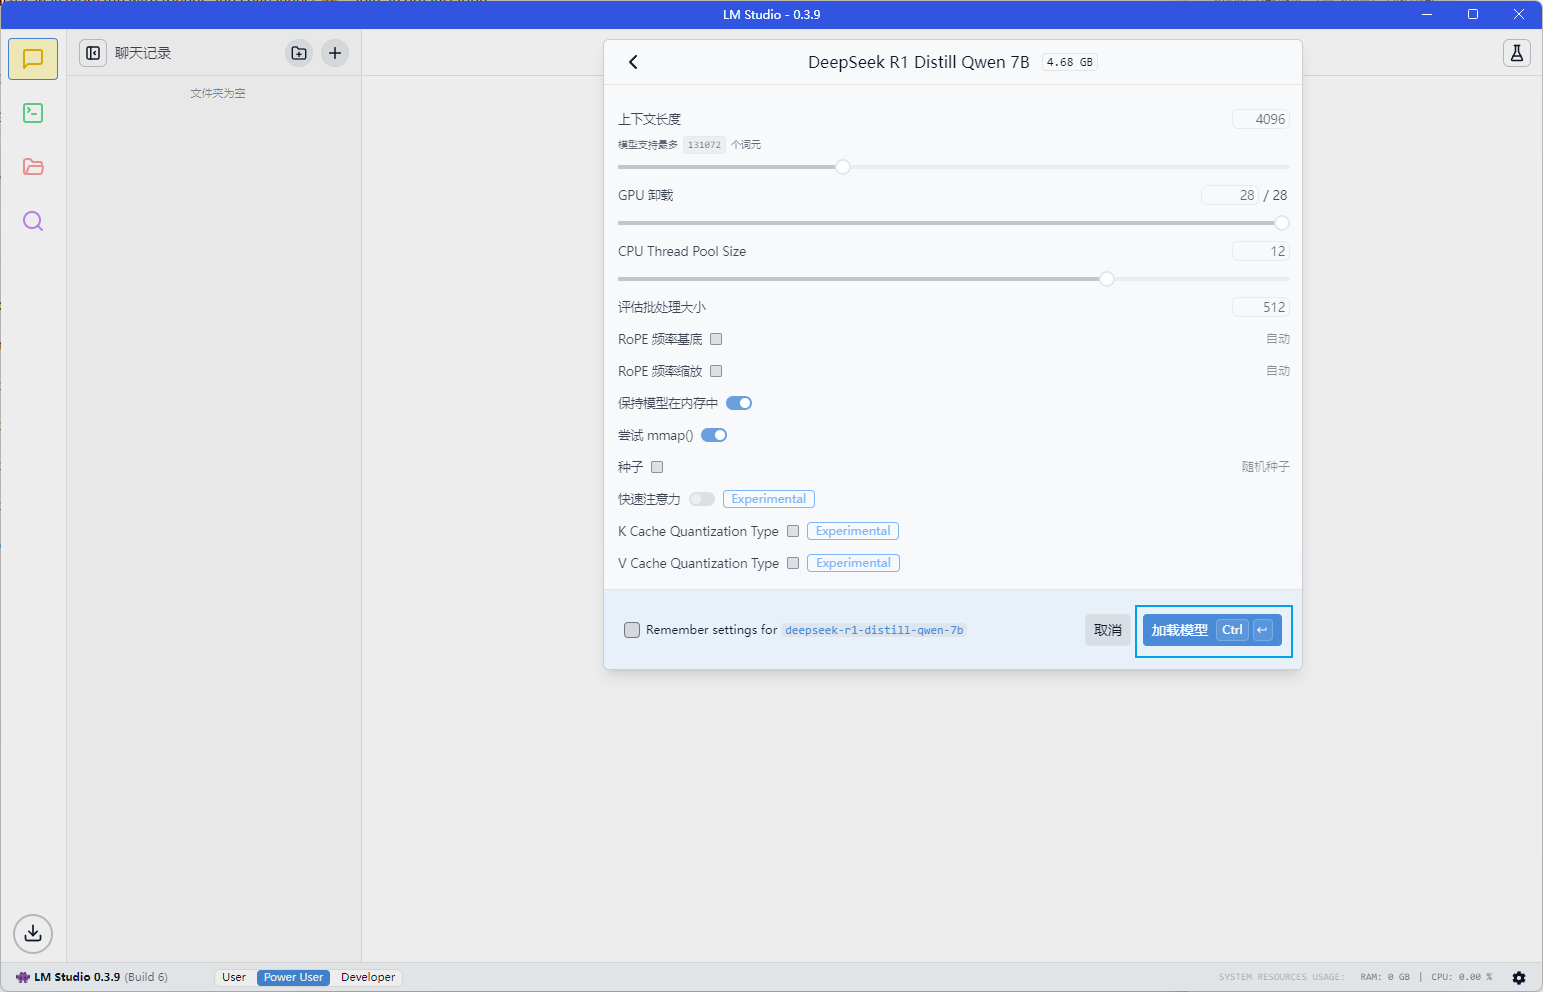 LM Studio - 0.3.9
聊天记录
文件夹为空
DeepSeek R1 Distill Qwen 7B 4.68 GB
上下文长度 4096
模型支持最多 131072 个词元
GPU 卸载 28 / 28
CPU Thread Pool Size 12
评估批处理大小 512
RoPE 频率基底 自动
RoPE 频率缩放 自动
保持模型在内存中
尝试 mmap()
种子 随机种子
快速注意力 Experimental
K Cache Quantization Type Experimental
V Cache Quantization Type Experimental
Remember settings for deepseek-r1-distill-qwen-7b 取消 加载模型 Ctrl ↩
LM Studio 0.3.9 (Build 6) User Power User Developer SYSTEM RESOURCES USAGE: RAM: 0 GB | CPU: 0.00 %